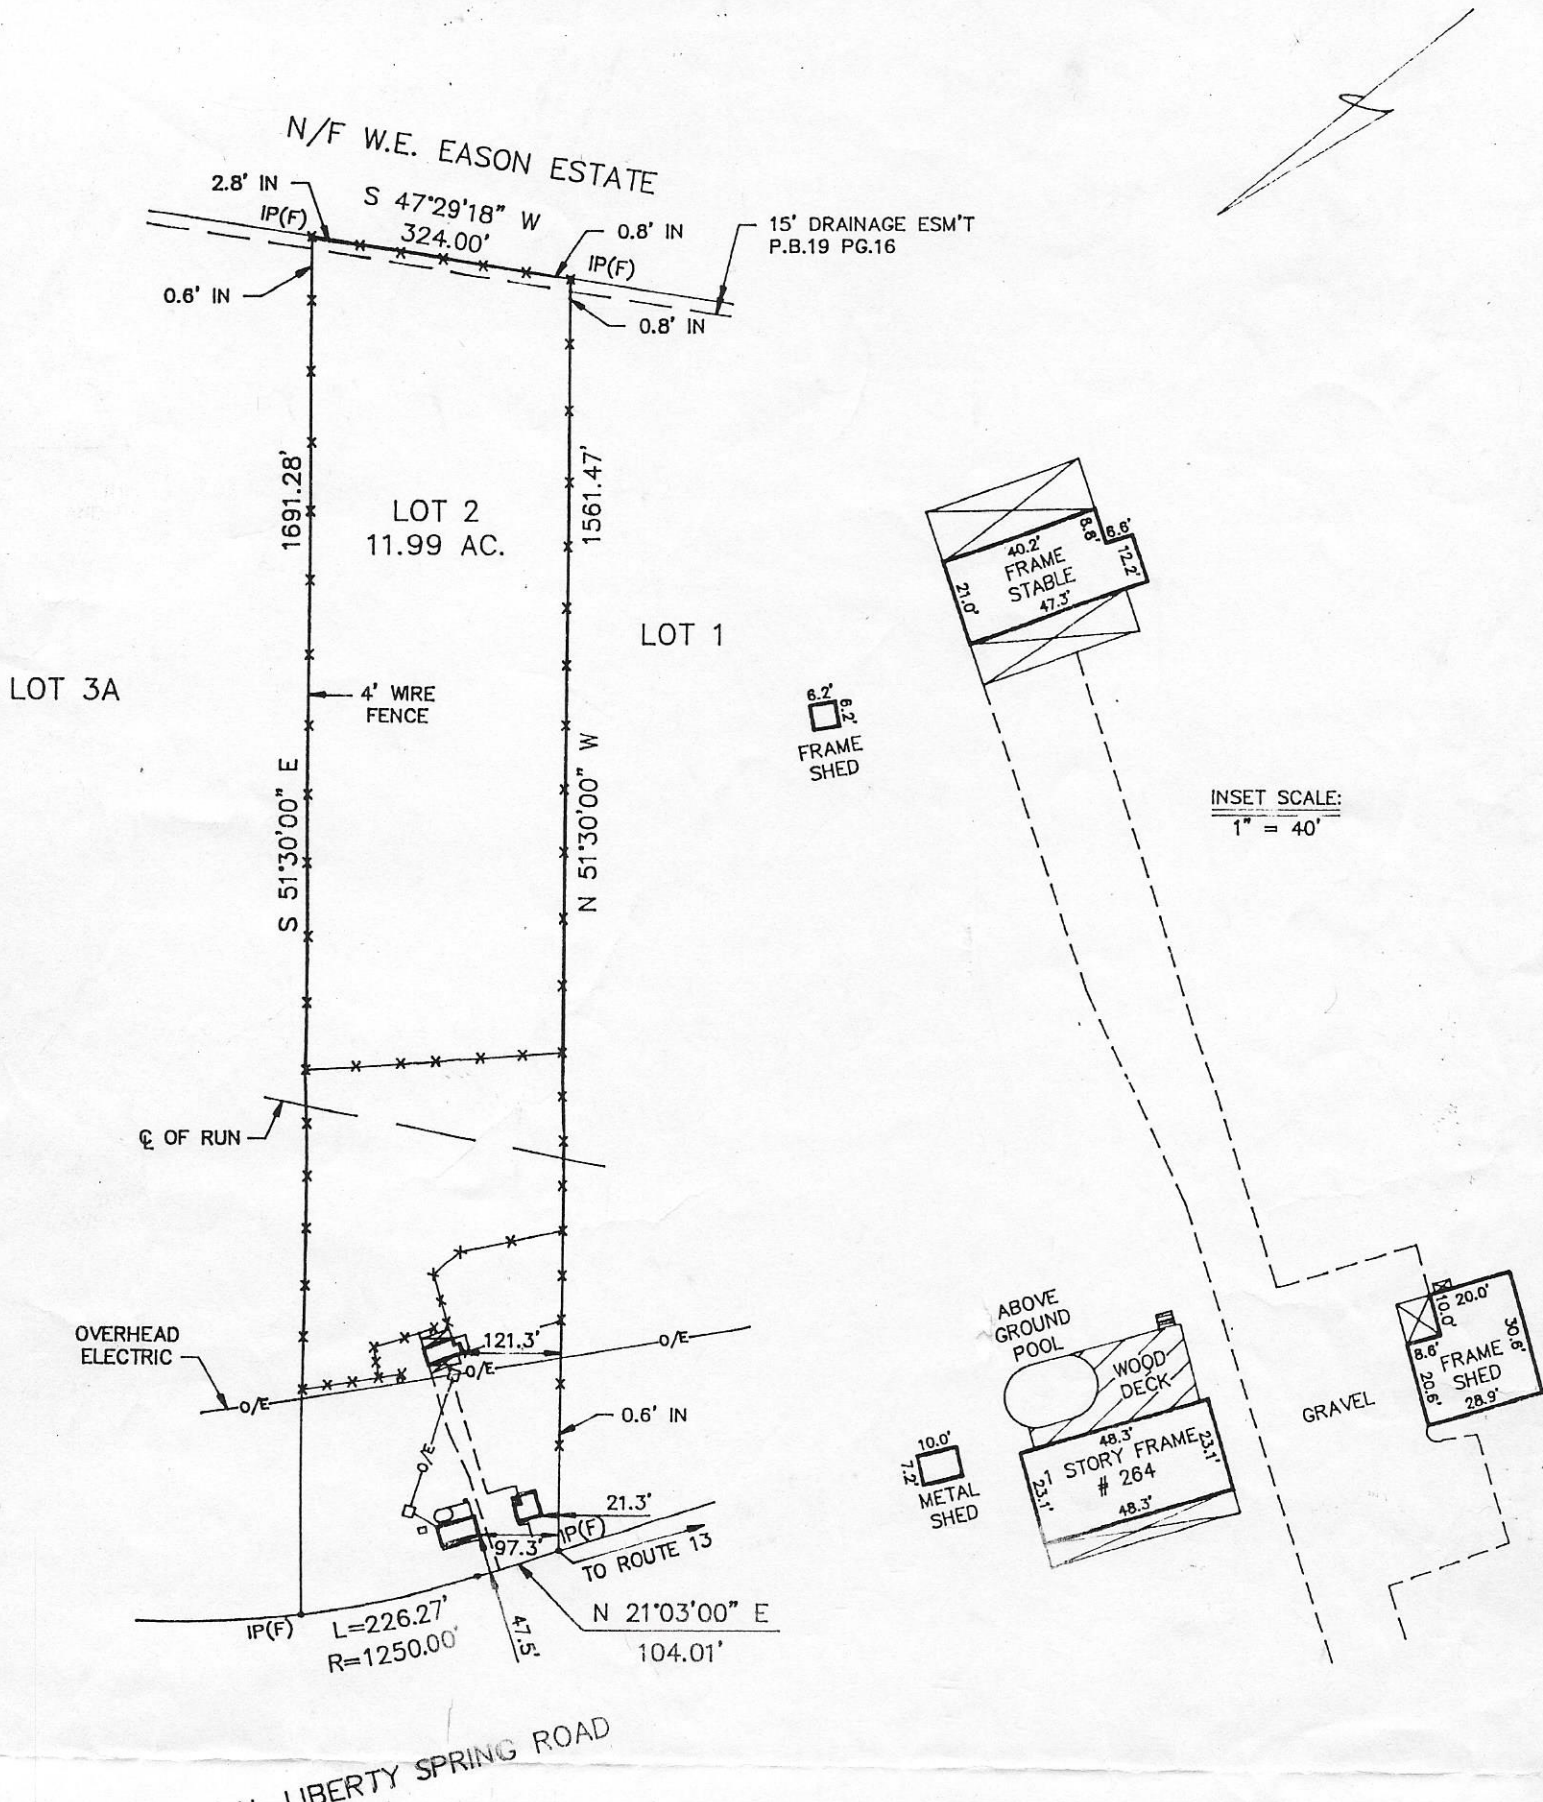 N/F W.E. EASON ESTATE
2.8' IN
S 47°29'18" W
324.00'
IP(F)
0.8' IN
15' DRAINAGE ESM'T
P.B.19 PG.16
IP(F)
0.6' IN
0.8' IN
1691.28'
1561.47'
LOT 2
11.99 AC.
LOT 1
LOT 3A
4' WIRE
FENCE
S 51°30'00" E
N 51°30'00" W
℄ OF RUN
OVERHEAD
ELECTRIC
121.3'
O/E
O/E
O/E
O/E
0.6' IN
21.3'
97.3'
IP(F)
TO ROUTE 13
IP(F)
L=226.27'
R=1250.00'
47.5'
N 21°03'00" E
104.01'
LIBERTY SPRING ROAD
40.2'
8.8'
6.6'
12.2'
FRAME
STABLE
21.0'
47.3'
6.2'
6.2'
FRAME
SHED
INSET SCALE:
1" = 40'
ABOVE
GROUND
POOL
WOOD
DECK
10.0'
20.0'
30.6'
8.6'
FRAME
SHED
20.6'
28.9'
GRAVEL
10.0'
7.2'
METAL
SHED
48.3'
23.1'
1 STORY FRAME
# 264
23.1'
48.3'